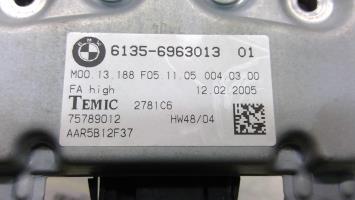 BMW
6135-6963013 01
M00.13.188 F05.11.05 004.03.00
FA high 12.02.2005
TEMIC 2781C6
75789012 HW48/04
AAR5B12F37